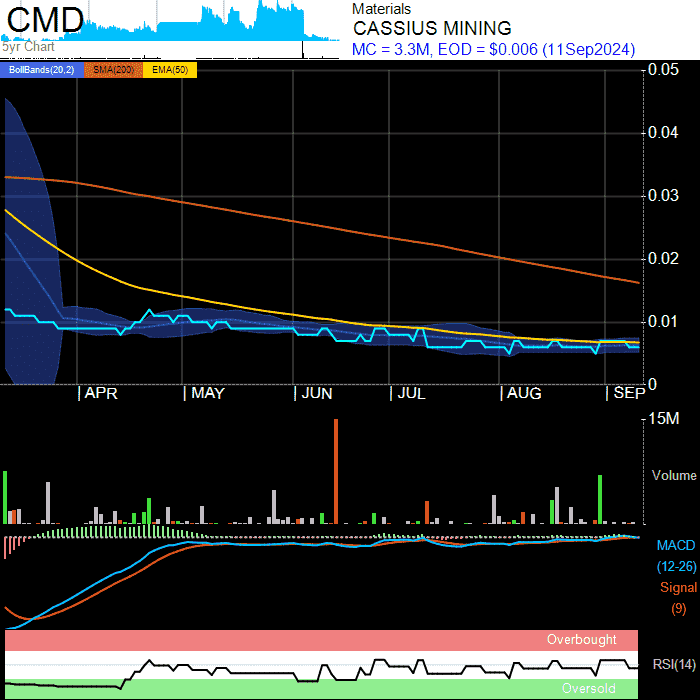 CMD
5yr Chart
Materials
CASSIUS MINING
MC = 3.3M, EOD = $0.006 (11Sep2024)
BollBands(20,2) SMA(200) EMA(50)
0.05
0.04
0.03
0.02
0.01
0
APR MAY JUN JUL AUG SEP
15M
Volume
MACD
(12-26)
Signal
(9)
Overbought
RSI(14)
Oversold